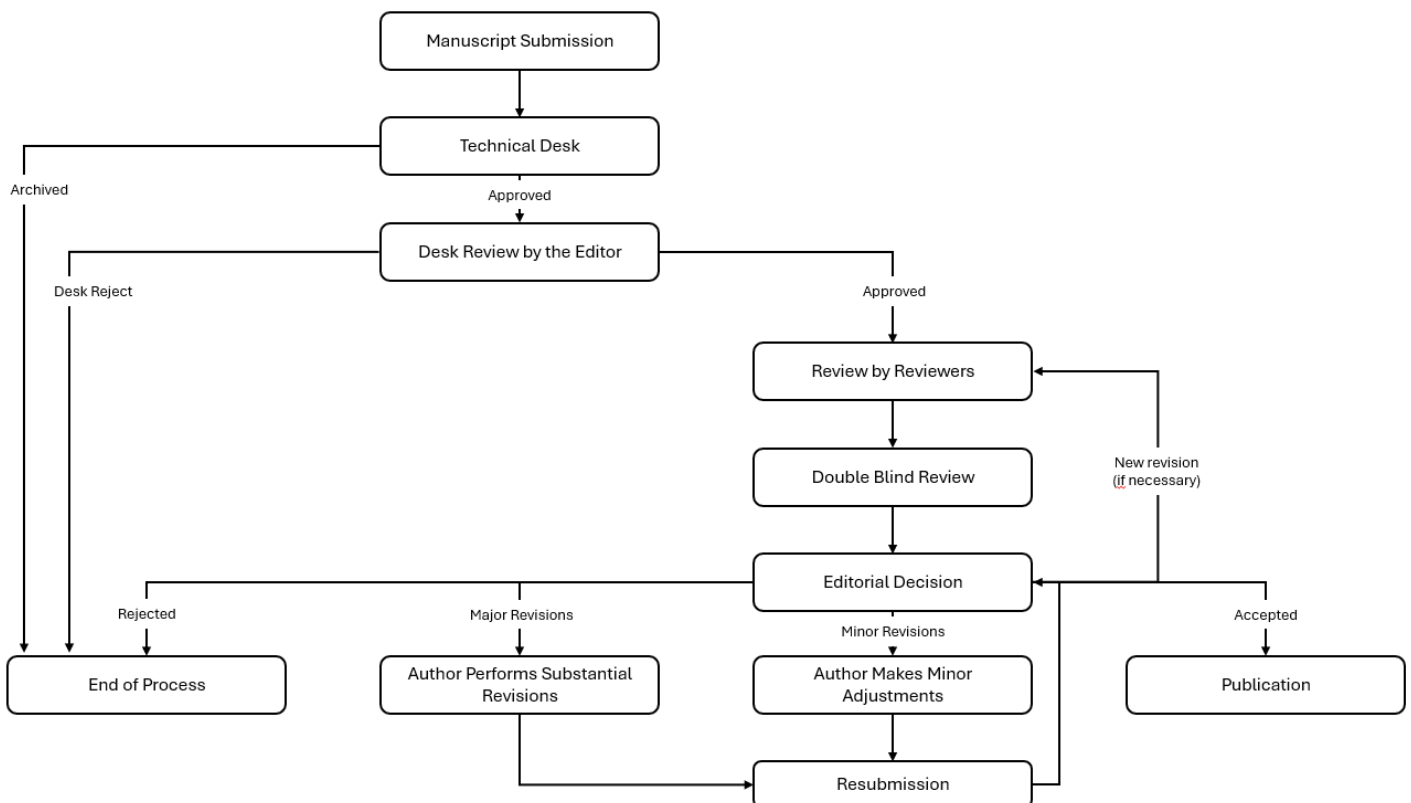 Manuscript Submission
Technical Desk
Archived
Approved
Desk Review by the Editor
Desk Reject
Approved
Review by Reviewers
New revision
(if necessary)
Double Blind Review
Editorial Decision
Rejected
Major Revisions
Minor Revisions
Accepted
End of Process
Author Performs Substantial
Revisions
Author Makes Minor
Adjustments
Publication
Resubmission